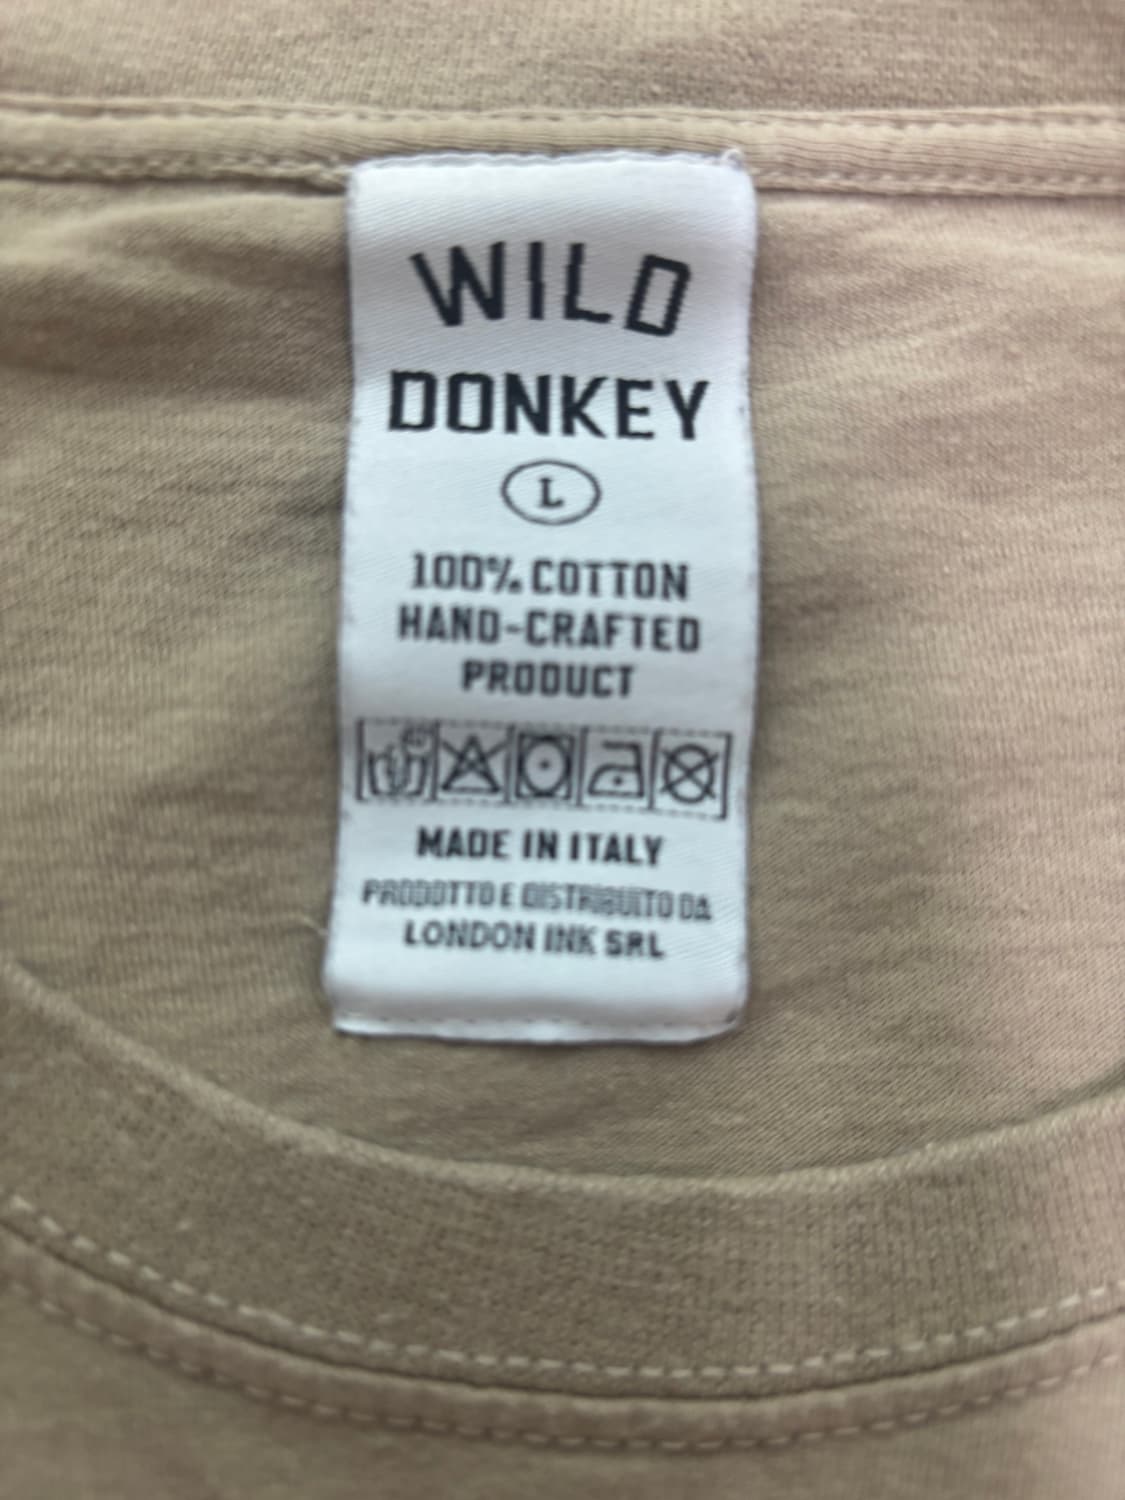 WILD
DONKEY
L
100% COTTON
HAND-CRAFTED
PRODUCT
MADE IN ITALY
PRODOTTO E DISTRIBUITO DA
LONDON INK SRL